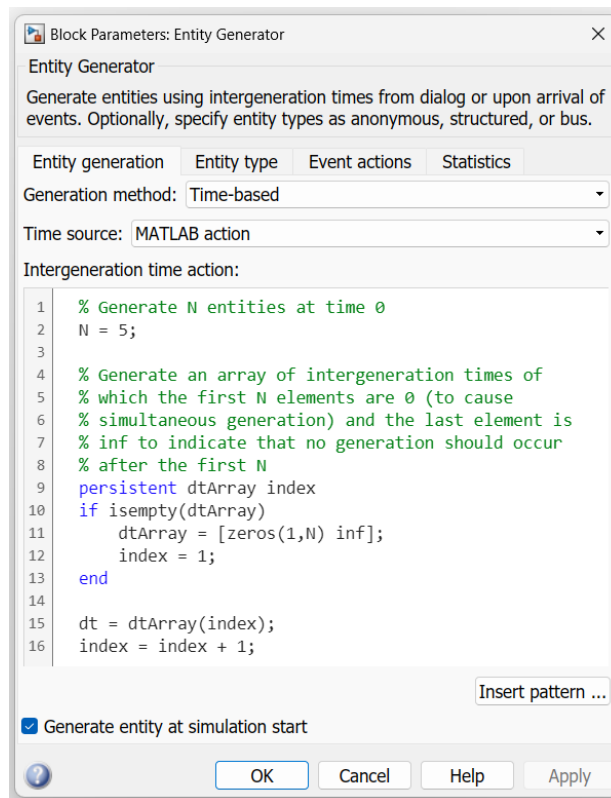 Block Parameters: Entity Generator
Entity Generator
Generate entities using intergeneration times from dialog or upon arrival of
events. Optionally, specify entity types as anonymous, structured, or bus.
Entity generation Entity type Event actions Statistics
Generation method: Time-based
Time source: MATLAB action
Intergeneration time action:
1 % Generate N entities at time 0
2 N = 5;
3
4 % Generate an array of intergeneration times of
5 % which the first N elements are 0 (to cause
6 % simultaneous generation) and the last element is
7 % inf to indicate that no generation should occur
8 % after the first N
9 persistent dtArray index
10 if isempty(dtArray)
11 dtArray = [zeros(1,N) inf];
12 index = 1;
13 end
14
15 dt = dtArray(index);
16 index = index + 1;
Insert pattern ...
Generate entity at simulation start
? OK Cancel Help Apply